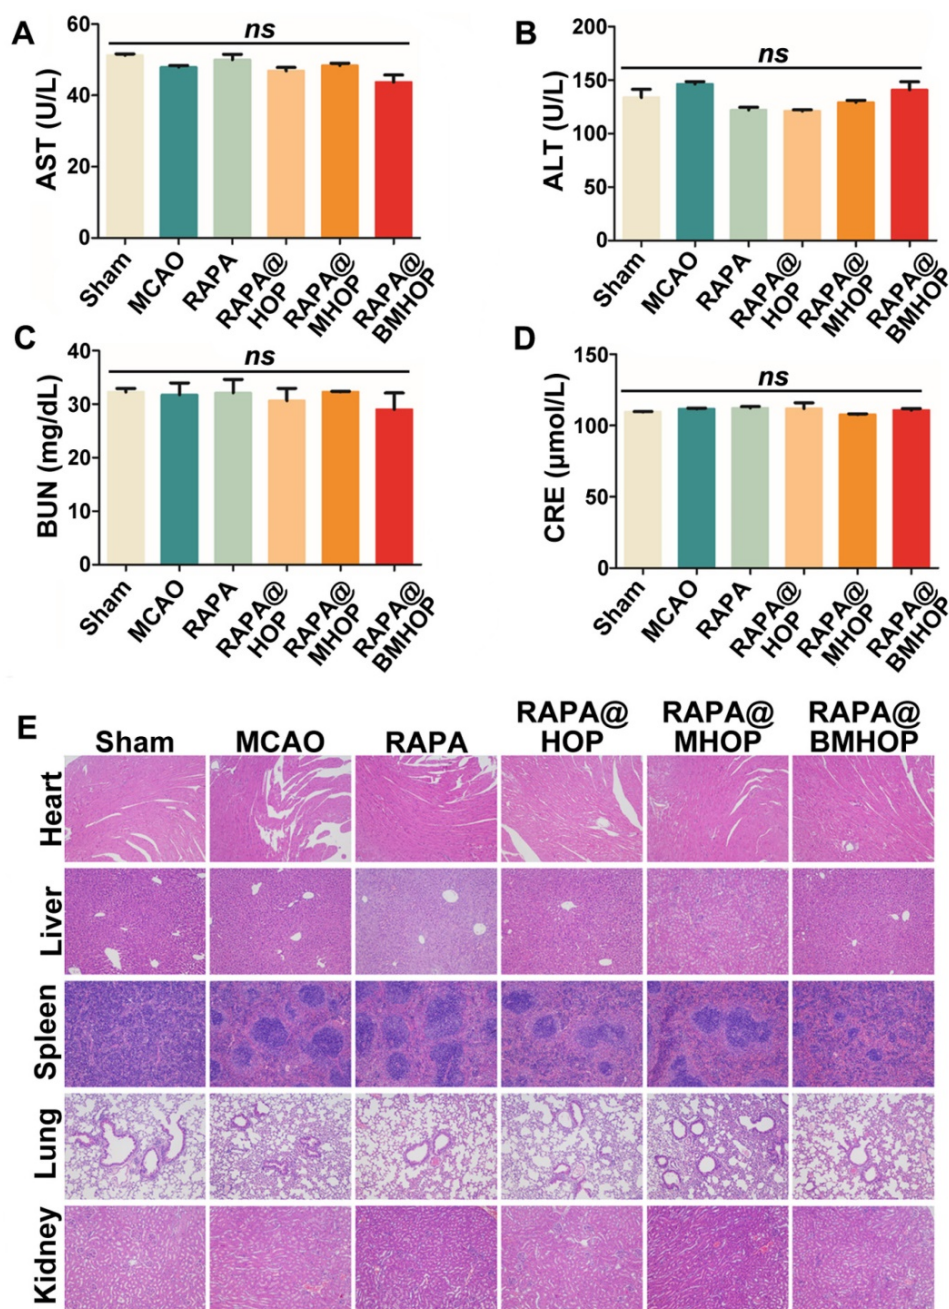 A
AST (U/L)
60
40
20
0
ns
Sham
MCAO
RAPA
RAPA@
HOP
RAPA@
MHOP
RAPA@
BMHOP
B
ALT (U/L)
200
150
100
50
0
ns
Sham
MCAO
RAPA
RAPA@
HOP
RAPA@
MHOP
RAPA@
BMHOP
C
BUN (mg/dL)
40
30
20
10
0
ns
Sham
MCAO
RAPA
RAPA@
HOP
RAPA@
MHOP
RAPA@
BMHOP
D
CRE (μmol/L)
150
100
50
0
ns
Sham
MCAO
RAPA
RAPA@
HOP
RAPA@
MHOP
RAPA@
BMHOP
E
Sham
MCAO
RAPA
RAPA@
HOP
RAPA@
MHOP
RAPA@
BMHOP
Heart
Liver
Spleen
Lung
Kidney